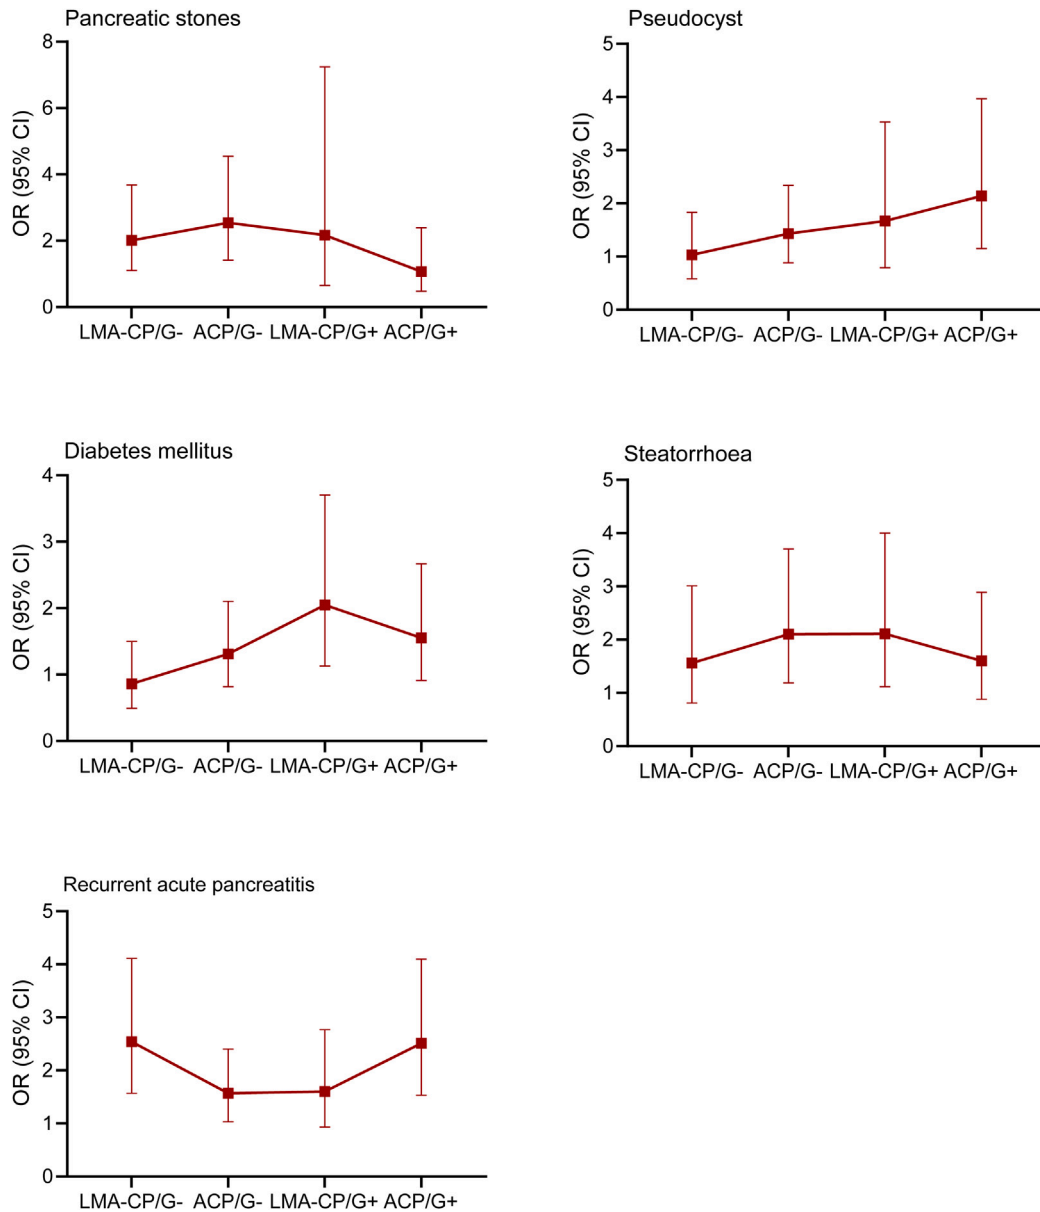 Pancreatic stones
8
6
4
2
0
OR (95% CI)
LMA-CP/G- ACP/G- LMA-CP/G+ ACP/G+
Pseudocyst
5
4
3
2
1
0
OR (95% CI)
LMA-CP/G- ACP/G- LMA-CP/G+ ACP/G+
Diabetes mellitus
4
3
2
1
0
OR (95% CI)
LMA-CP/G- ACP/G- LMA-CP/G+ ACP/G+
Steatorrhoea
5
4
3
2
1
0
OR (95% CI)
LMA-CP/G- ACP/G- LMA-CP/G+ ACP/G+
Recurrent acute pancreatitis
5
4
3
2
1
0
OR (95% CI)
LMA-CP/G- ACP/G- LMA-CP/G+ ACP/G+